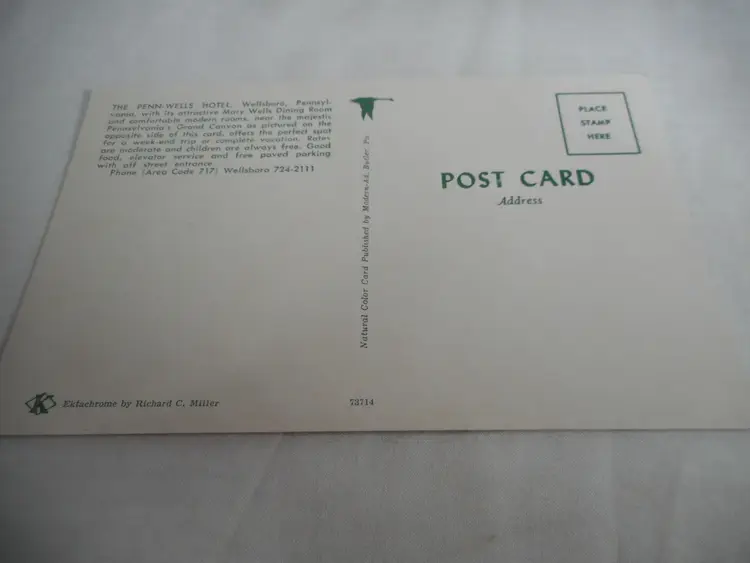 THE PENN-WELLS HOTEL, Wellsboro, Pennsyl-
vania, with its attractive Mary Wells Dining Room
and comfortable modern rooms, near the majestic
Pennsylvania's Grand Canyon as pictured on the
opposite side of this card, offers the perfect spot
for a week-end trip or complete vacation. Rates
are moderate and children are always free. Good
food, elevator service and free paved parking
with off street entrance.
Phone (Area Code 717) Wellsboro 724-2111
Natural Color Card Published by Modern-Ad, Butler, Pa
PLACE
STAMP
HERE
POST CARD
Address
K
Ektachrome by Richard C. Miller
73714